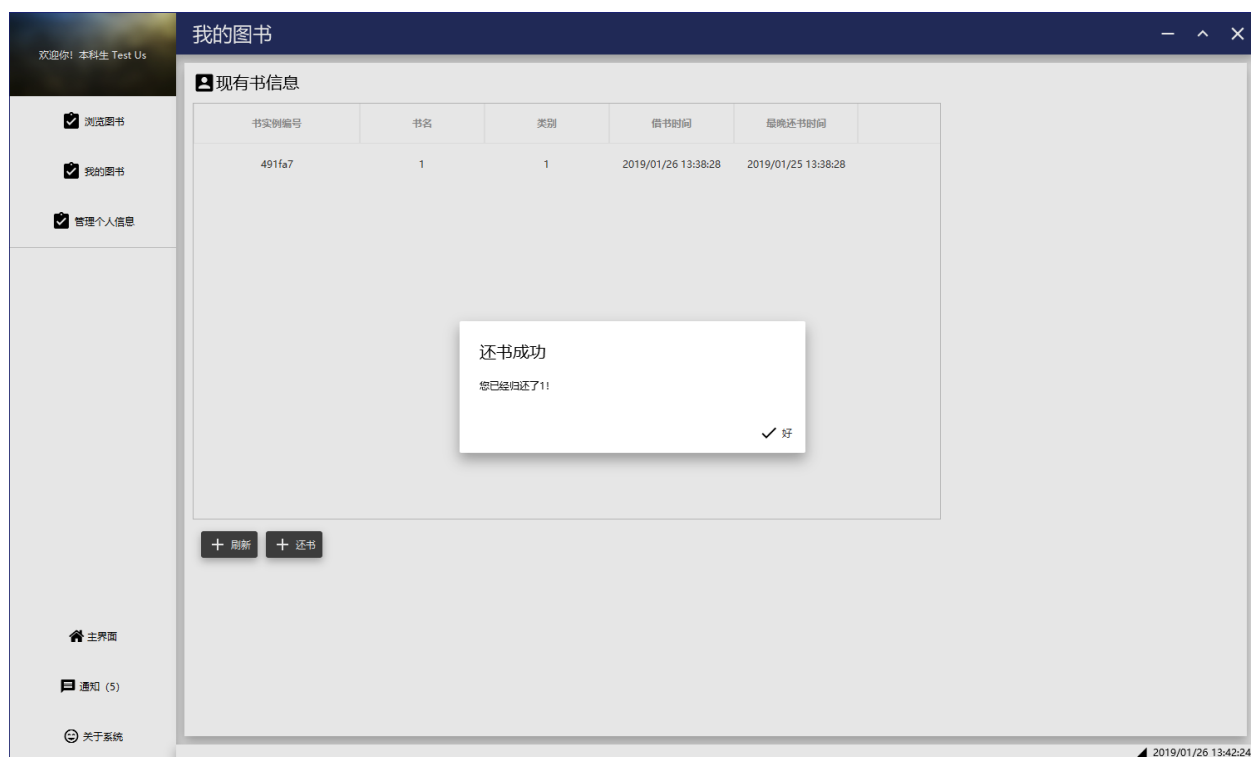 我的图书
欢迎你！本科生 Test Us
现有书信息
浏览图书
我的图书
管理个人信息
书实例编号 书名 类别 借书时间 最晚还书时间
491fa7 1 1 2019/01/26 13:38:28 2019/01/25 13:38:28
还书成功
您已经归还了1!
好
刷新 还书
主界面
通知（5）
关于系统
2019/01/26 13:42:24